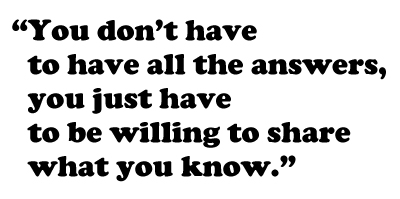 “You don’t have
to have all the answers,
you just have
to be willing to share
what you know.”